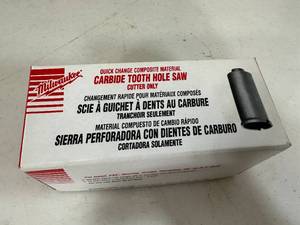 Milwaukee
QUICK CHANGE COMPOSITE MATERIAL
CARBIDE TOOTH HOLE SAW
CUTTER ONLY
CHANGEMENT RAPIDE POUR MATÉRIAUX COMPOSÉS
SCIE À GUICHET À DENTS AU CARBURE
TRANCHOIR SEULEMENT
MATERIAL COMPUESTO DE CAMBIO RÁPIDO
SIERRA PERFORADORA CON DIENTES DE CARBURO
CORTADORA SOLAMENTE